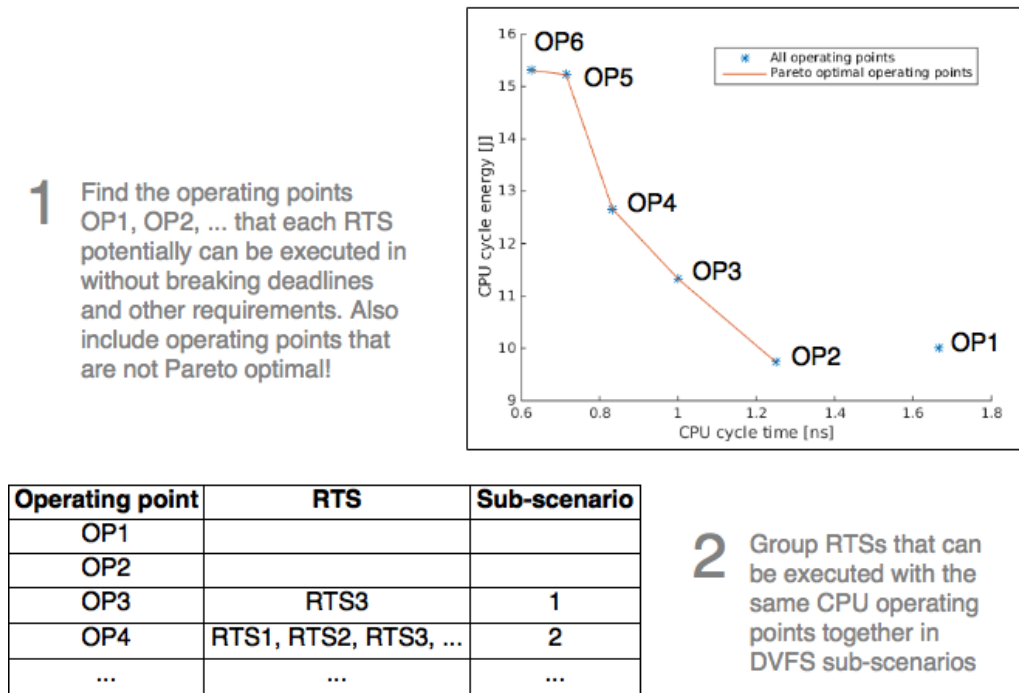 1
Find the operating points
OP1, OP2, ... that each RTS
potentially can be executed in
without breaking deadlines
and other requirements. Also
include operating points that
are not Pareto optimal!
16
15
14
13
12
11
10
9
CPU cycle energy [J]
0.6 0.8 1 1.2 1.4 1.6 1.8
CPU cycle time [ns]
All operating points
Pareto optimal operating points
OP6
OP5
OP4
OP3
OP2
OP1
Operating point RTS Sub-scenario
OP1
OP2
OP3 RTS3 1
OP4 RTS1, RTS2, RTS3, ... 2
... ... ...
2
Group RTSs that can
be executed with the
same CPU operating
points together in
DVFS sub-scenarios